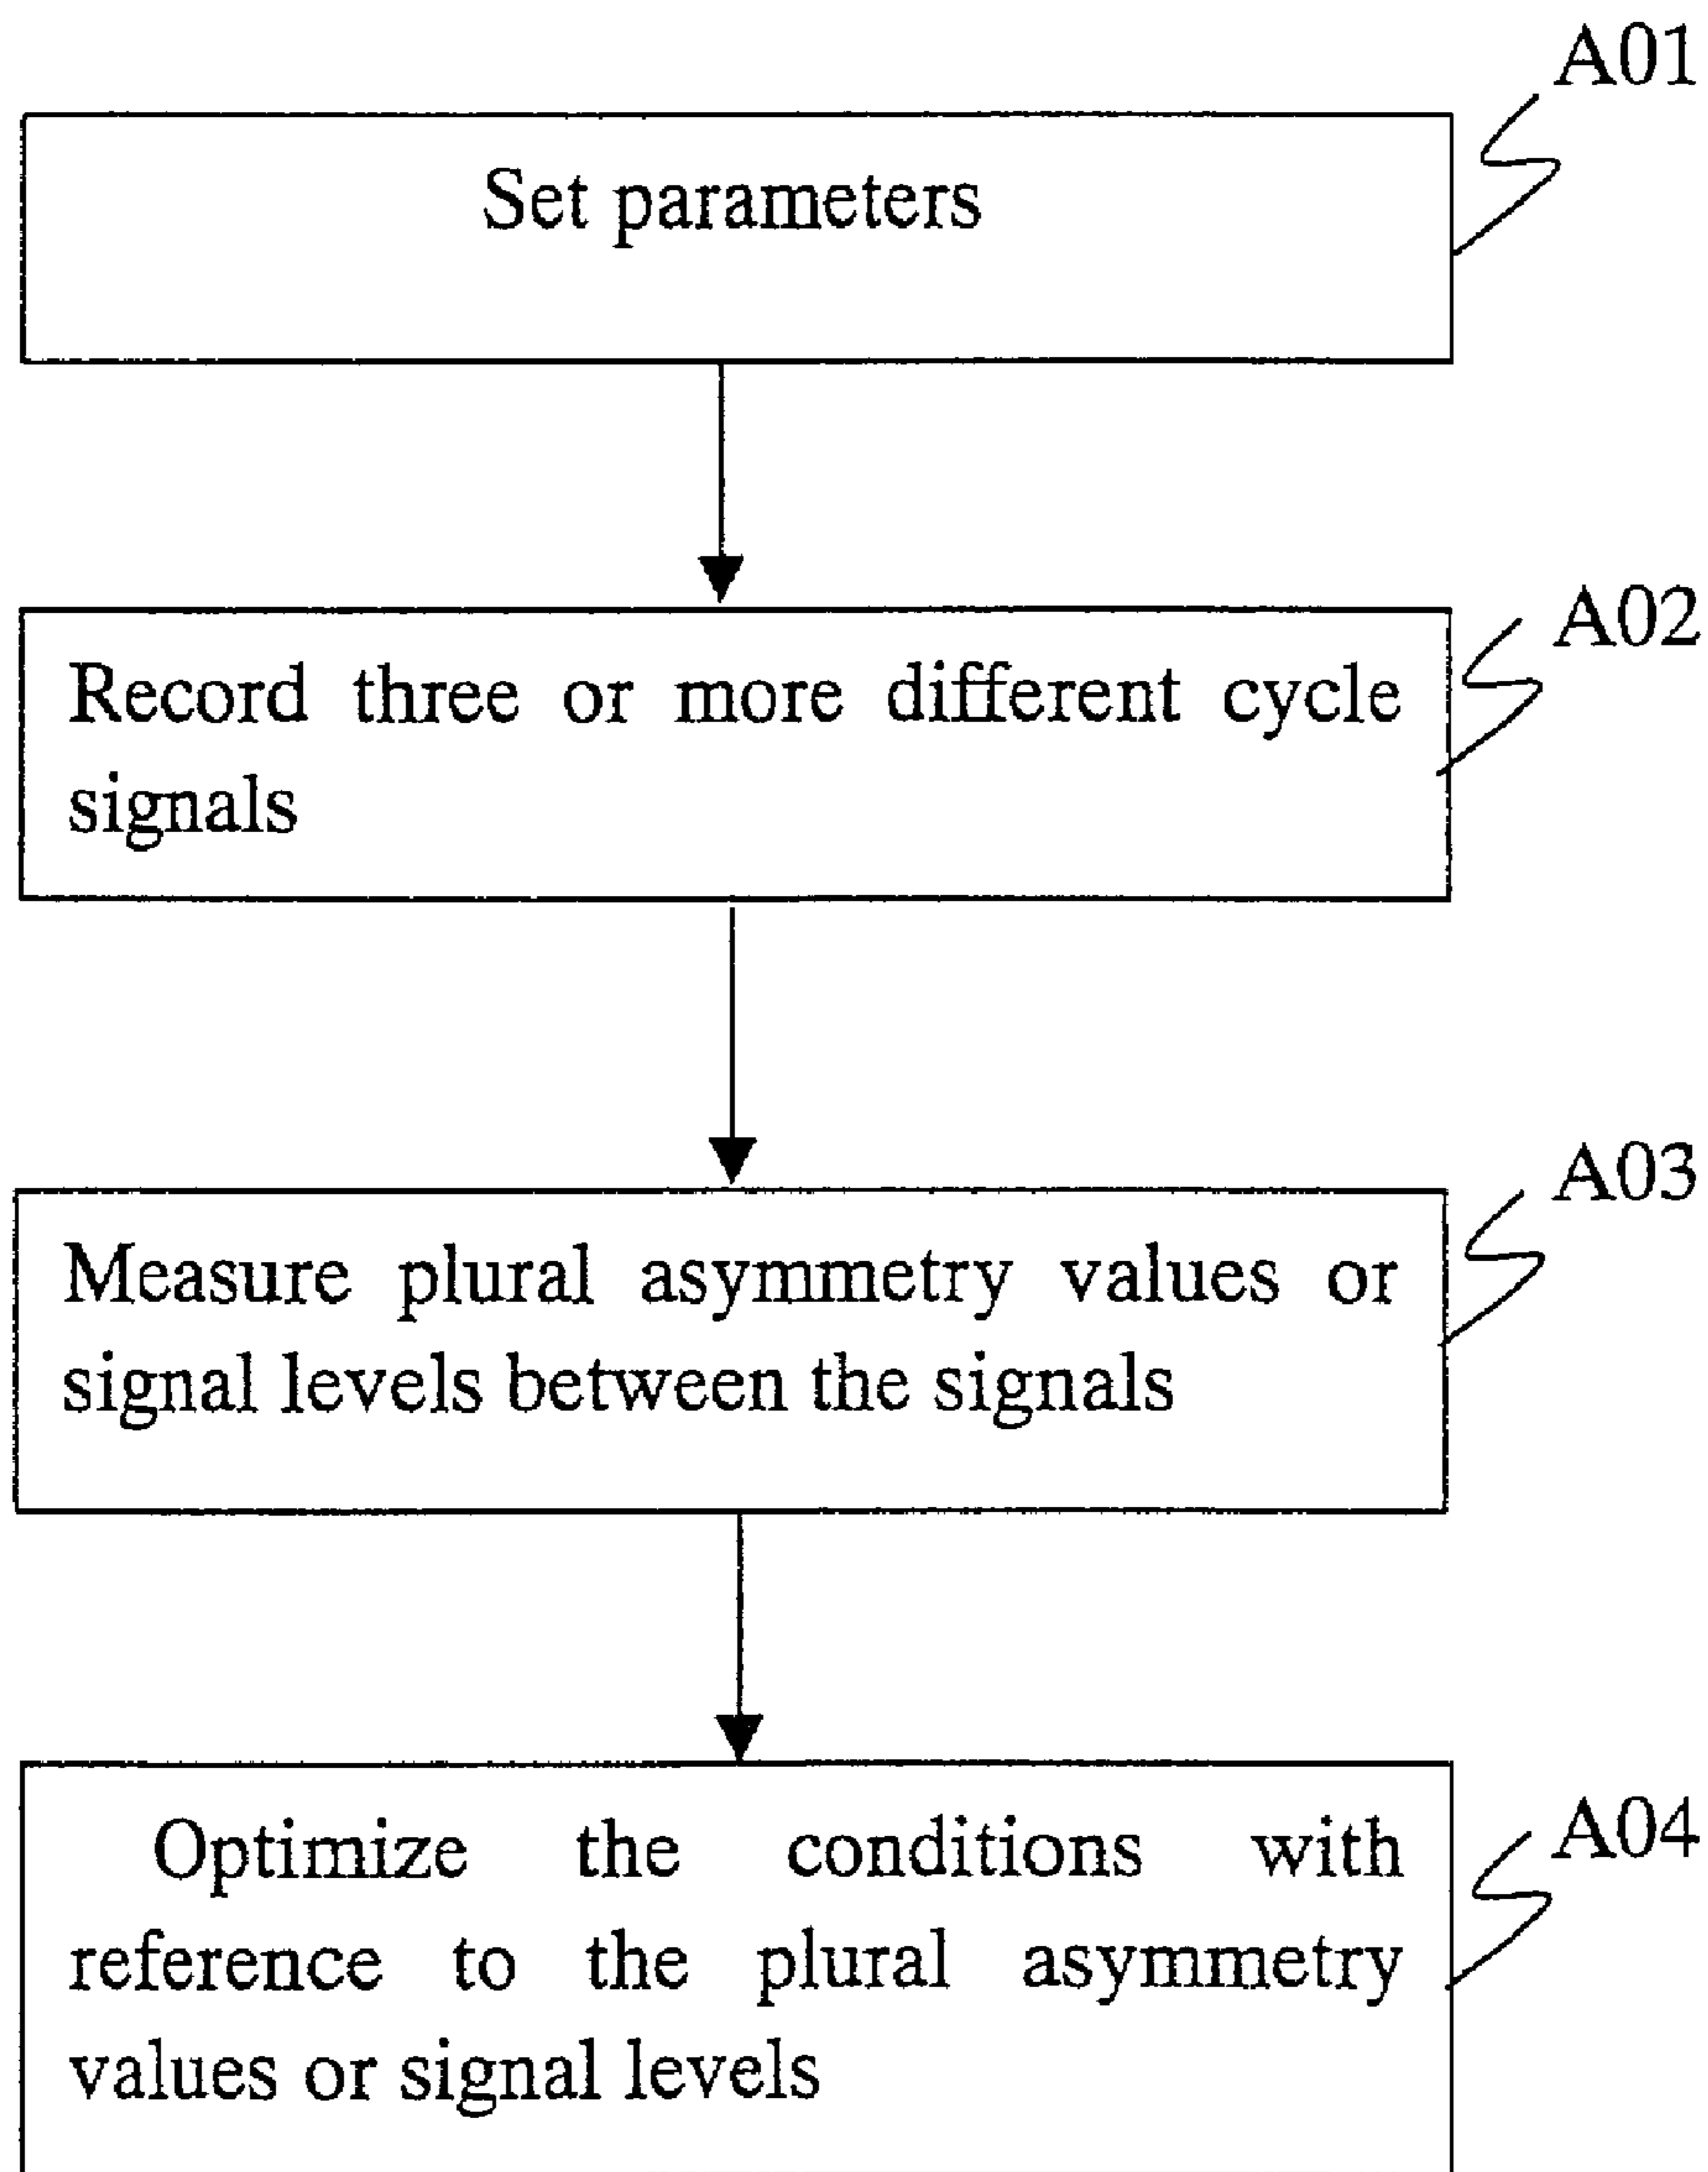 A01
Set parameters
A02
Record three or more different cycle
signals
A03
Measure plural asymmetry values or
signal levels between the signals
A04
Optimize the conditions with
reference to the plural asymmetry
values or signal levels